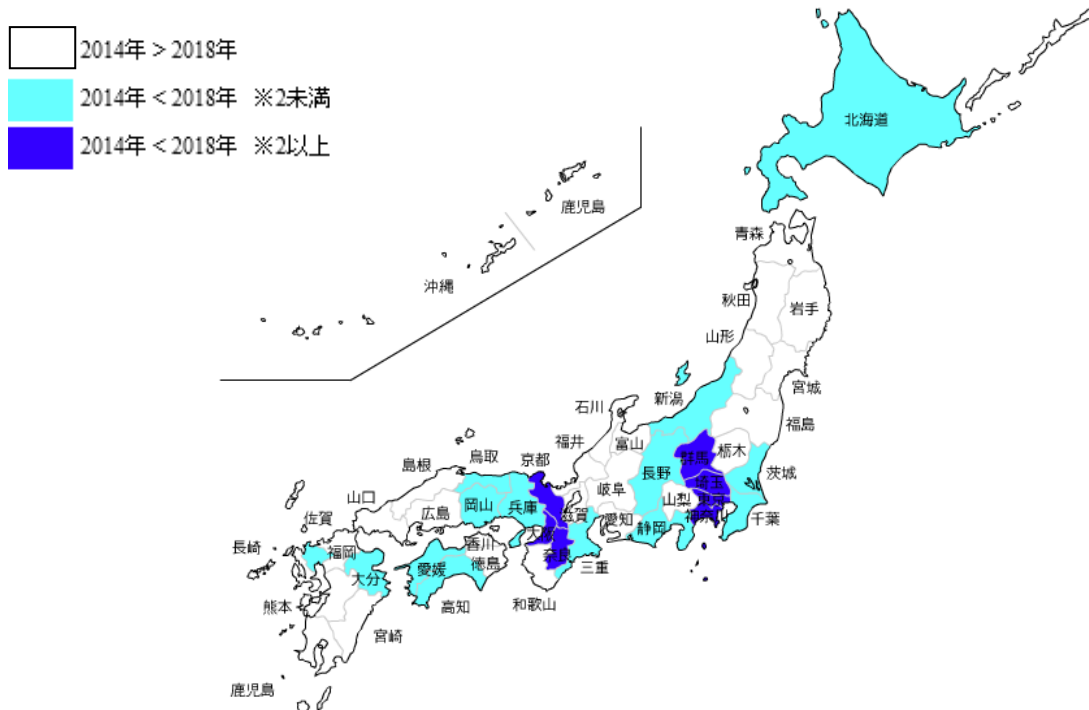 2014年 > 2018年
2014年 < 2018年 ※2未満
2014年 < 2018年 ※2以上
北海道
鹿児島
沖縄
青森
秋田
岩手
山形
宮城
新潟
石川
福島
福井
富山
群馬
栃木
京都
鳥取
島根
長野
茨城
埼玉
岐阜
山梨
東京
山口
広島
岡山
兵庫
滋賀
愛知
静岡
神奈川
千葉
佐賀
大阪
長崎
福岡
香川
奈良
大分
愛媛
徳島
三重
熊本
高知
和歌山
宮崎
鹿児島